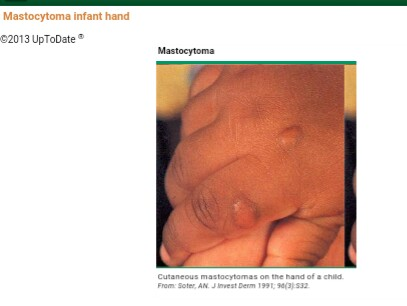 Mastocytoma infant hand
©2013 UpToDate ®
Mastocytoma
Cutaneous mastocytomas on the hand of a child.
From: Soter, AN. J Invest Derm 1991; 96(3):S32.